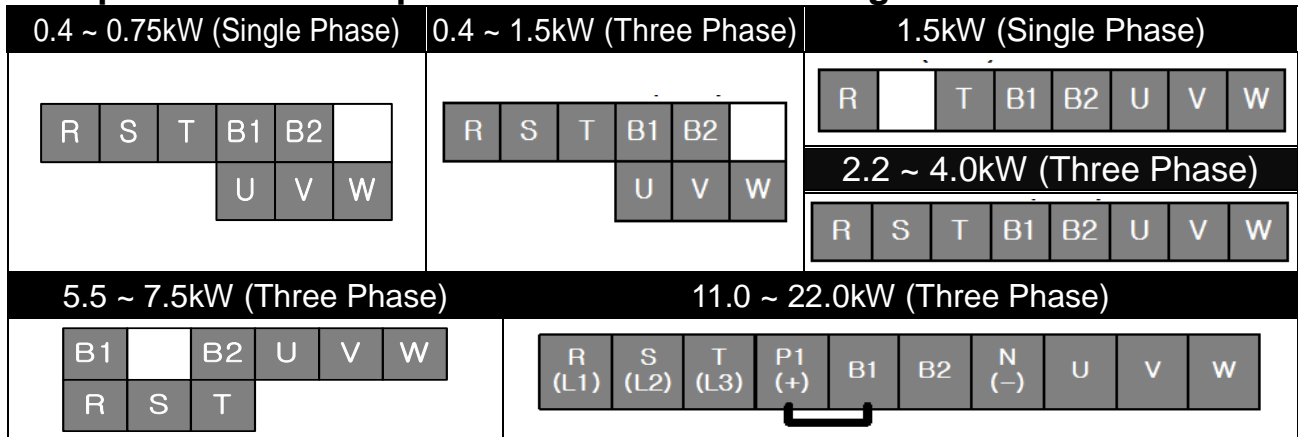 0.4 ~ 0.75kW (Single Phase)
R S T B1 B2
U V W
0.4 ~ 1.5kW (Three Phase)
R S T B1 B2
U V W
1.5kW (Single Phase)
R T B1 B2 U V W
2.2 ~ 4.0kW (Three Phase)
R S T B1 B2 U V W
5.5 ~ 7.5kW (Three Phase)
B1 B2 U V W
R S T
11.0 ~ 22.0kW (Three Phase)
R S T P1 B1 B2 N U V W
(L1) (L2) (L3) (+) (−)